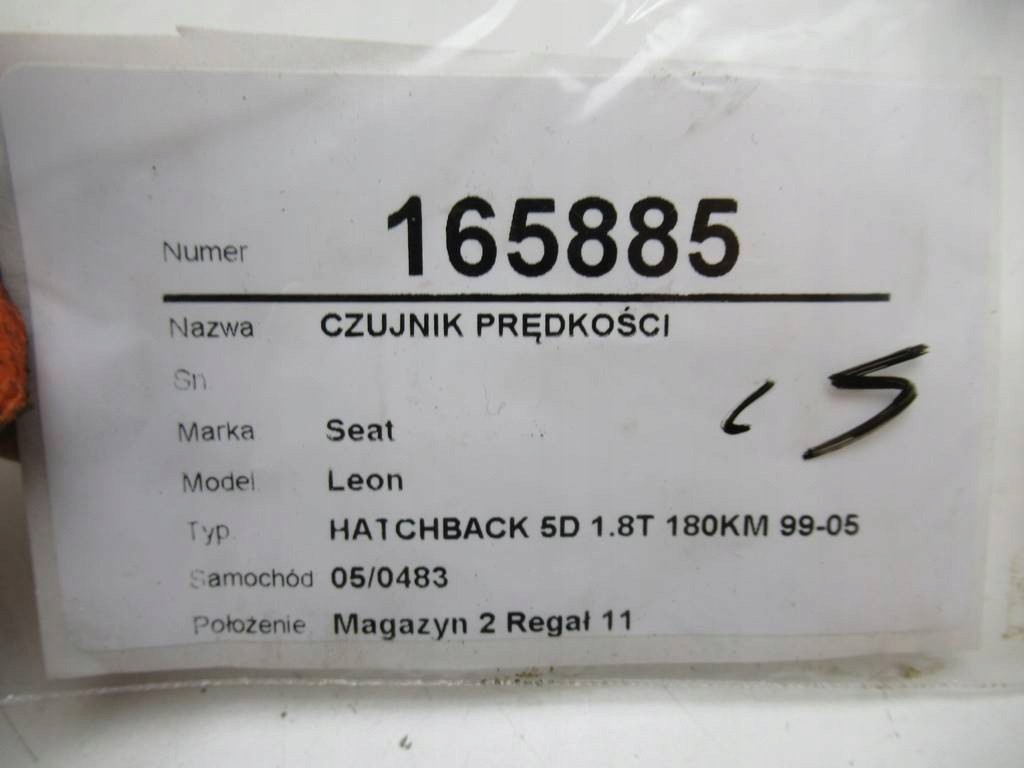 Numer 165885
Nazwa CZUJNIK PRĘDKOŚCI
Sn
Marka Seat
Model Leon
Typ HATCHBACK 5D 1.8T 180KM 99-05
Samochód 05/0483
Położenie Magazyn 2 Regał 11